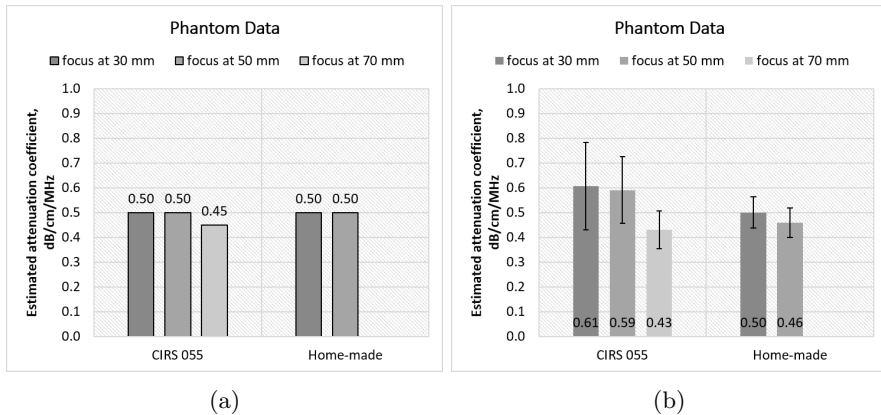 Phantom Data
focus at 30 mm focus at 50 mm focus at 70 mm
Estimated attenuation coefficient,
dB/cm/MHz
1.0
0.9
0.8
0.7
0.6
0.5
0.4
0.3
0.2
0.1
0.0
0.50 0.50 0.45 0.50 0.50
CIRS 055 Home-made
(a)
Phantom Data
focus at 30 mm focus at 50 mm focus at 70 mm
Estimated attenuation coefficient,
dB/cm/MHz
1.0
0.9
0.8
0.7
0.6
0.5
0.4
0.3
0.2
0.1
0.0
0.61 0.59 0.43 0.50 0.46
CIRS 055 Home-made
(b)